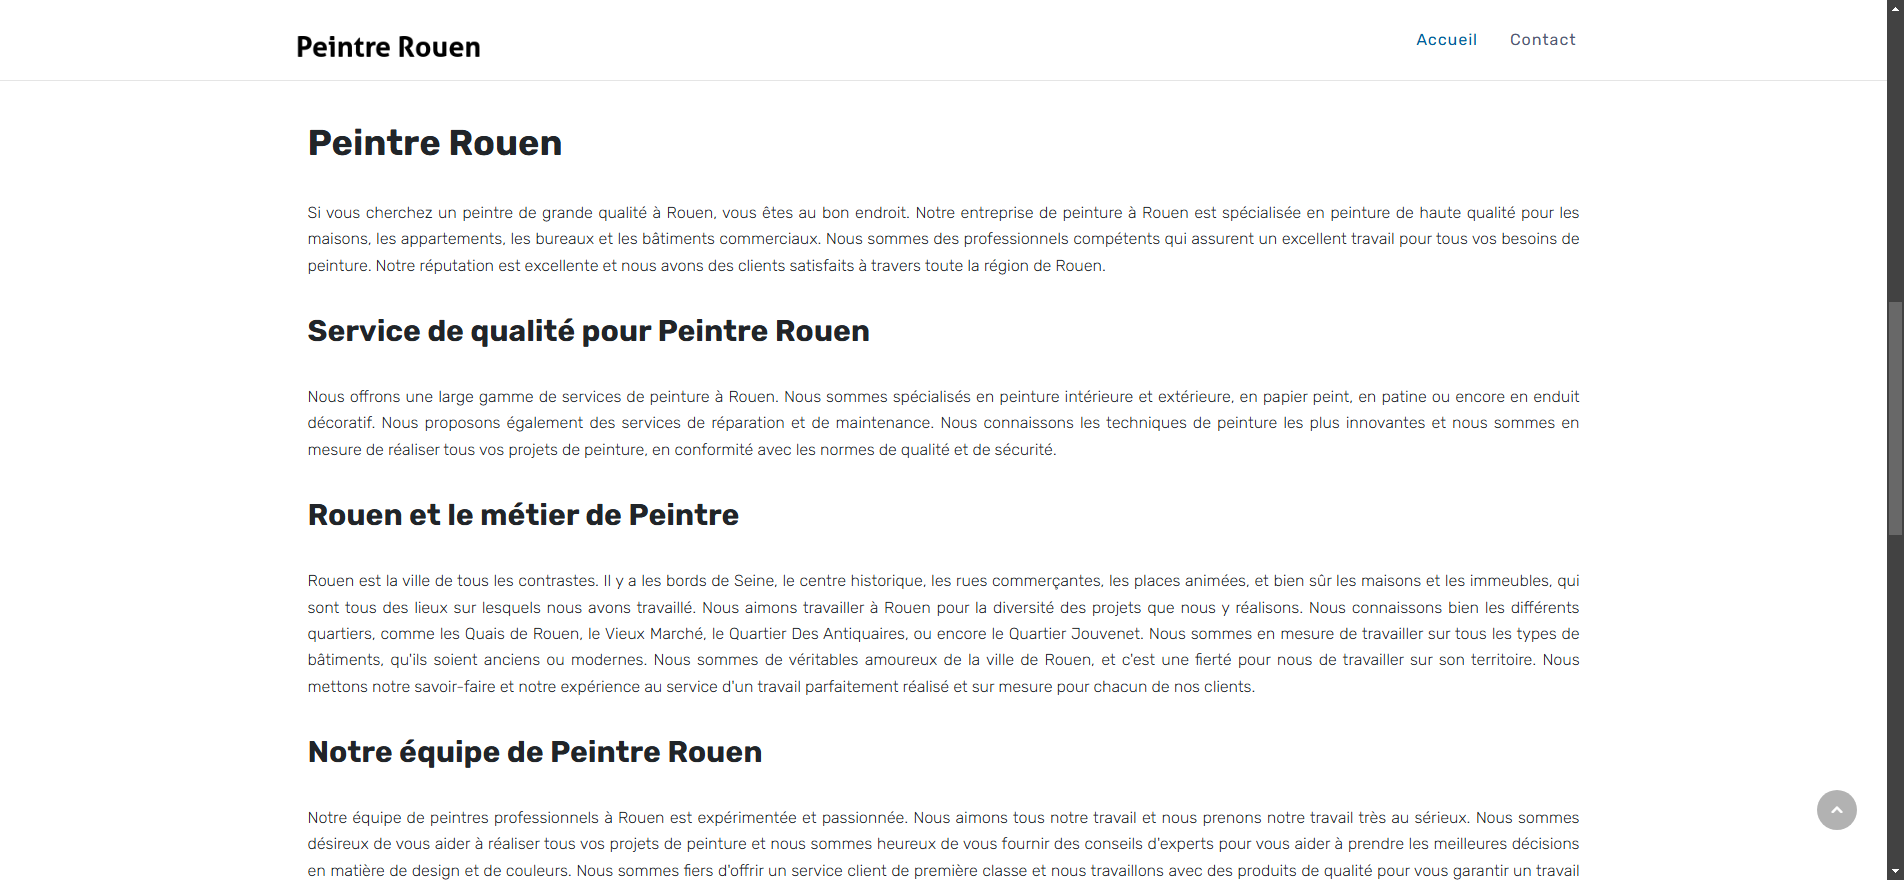 Peintre Rouen
Accueil
Contact
Peintre Rouen
Si vous cherchez un peintre de grande qualité à Rouen, vous êtes au bon endroit. Notre entreprise de peinture à Rouen est spécialisée en peinture de haute qualité pour les
maisons, les appartements, les bureaux et les bâtiments commerciaux. Nous sommes des professionnels compétents qui assurent un excellent travail pour tous vos besoins de
peinture. Notre réputation est excellente et nous avons des clients satisfaits à travers toute la région de Rouen.
Service de qualité pour Peintre Rouen
Nous offrons une large gamme de services de peinture à Rouen. Nous sommes spécialisés en peinture intérieure et extérieure, en papier peint, en patine ou encore en enduit
décoratif. Nous proposons également des services de réparation et de maintenance. Nous connaissons les techniques de peinture les plus innovantes et nous sommes en
mesure de réaliser tous vos projets de peinture, en conformité avec les normes de qualité et de sécurité.
Rouen et le métier de Peintre
Rouen est la ville de tous les contrastes. Il y a les bords de Seine, le centre historique, les rues commerçantes, les places animées, et bien sûr les maisons et les immeubles, qui
sont tous des lieux sur lesquels nous avons travaillé. Nous aimons travailler à Rouen pour la diversité des projets que nous y réalisons. Nous connaissons bien les différents
quartiers, comme les Quais de Rouen, le Vieux Marché, le Quartier Des Antiquaires, ou encore le Quartier Jouvenet. Nous sommes en mesure de travailler sur tous les types de
bâtiments, qu'ils soient anciens ou modernes. Nous sommes de véritables amoureux de la ville de Rouen, et c'est une fierté pour nous de travailler sur son territoire. Nous
mettons notre savoir-faire et notre expérience au service d'un travail parfaitement réalisé et sur mesure pour chacun de nos clients.
Notre équipe de Peintre Rouen
Notre équipe de peintres professionnels à Rouen est expérimentée et passionnée. Nous aimons tous notre travail et nous prenons notre travail très au sérieux. Nous sommes
désireux de vous aider à réaliser tous vos projets de peinture et nous sommes heureux de vous fournir des conseils d'experts pour vous aider à prendre les meilleures décisions
en matière de design et de couleurs. Nous sommes fiers d'offrir un service client de première classe et nous travaillons avec des produits de qualité pour vous garantir un travail